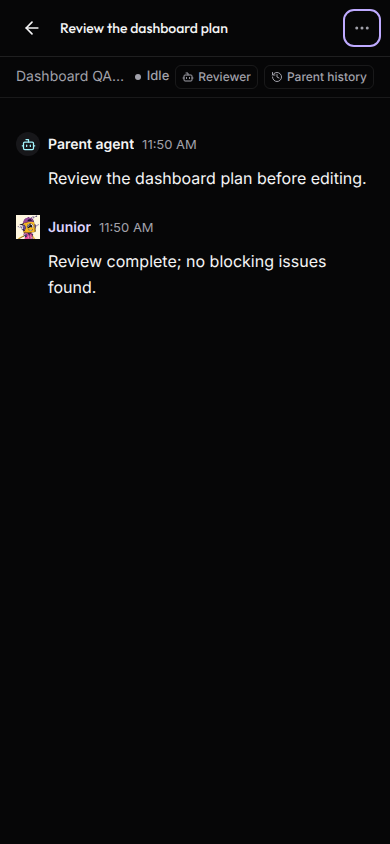 Review the dashboard plan
Dashboard QA... Idle Reviewer Parent history
Parent agent 11:50 AM
Review the dashboard plan before editing.
Junior 11:50 AM
Review complete; no blocking issues
found.